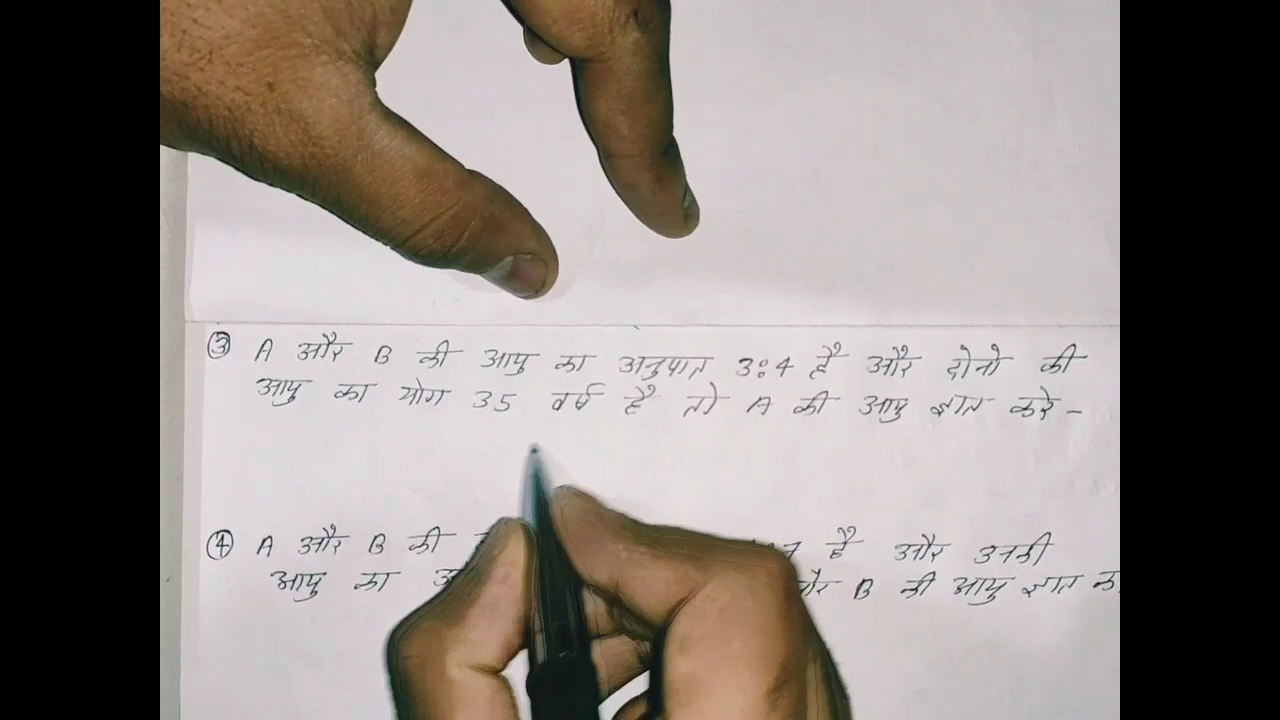 ③ A और B की आयु का अनुपात 3:4 है और दोनो की
आयु का योग 35 वर्ष है तो A की आयु ज्ञात करे -
④ A और B की है और उनकी
आयु का और B की आयु ज्ञात